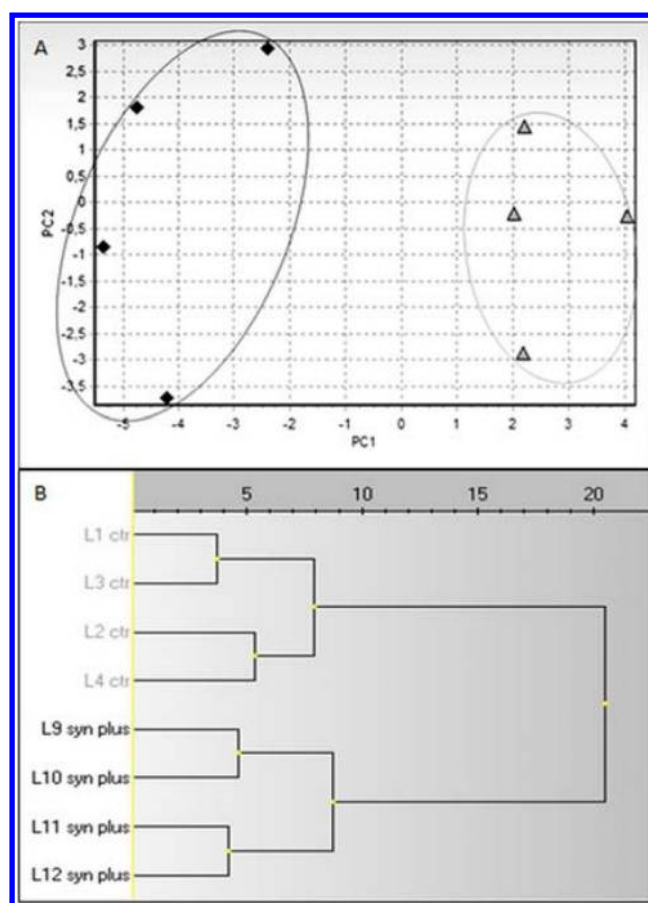 A
3
2,5
2
1,5
1
0,5
0
-0,5
-1
-1,5
-2
-2,5
-3
-3,5
PC2
-5 -4 -3 -2 -1 0 1 2 3 4
PC1
B
5 10 15 20
L1 ctr
L3 ctr
L2 ctr
L4 ctr
L9 syn plus
L10 syn plus
L11 syn plus
L12 syn plus